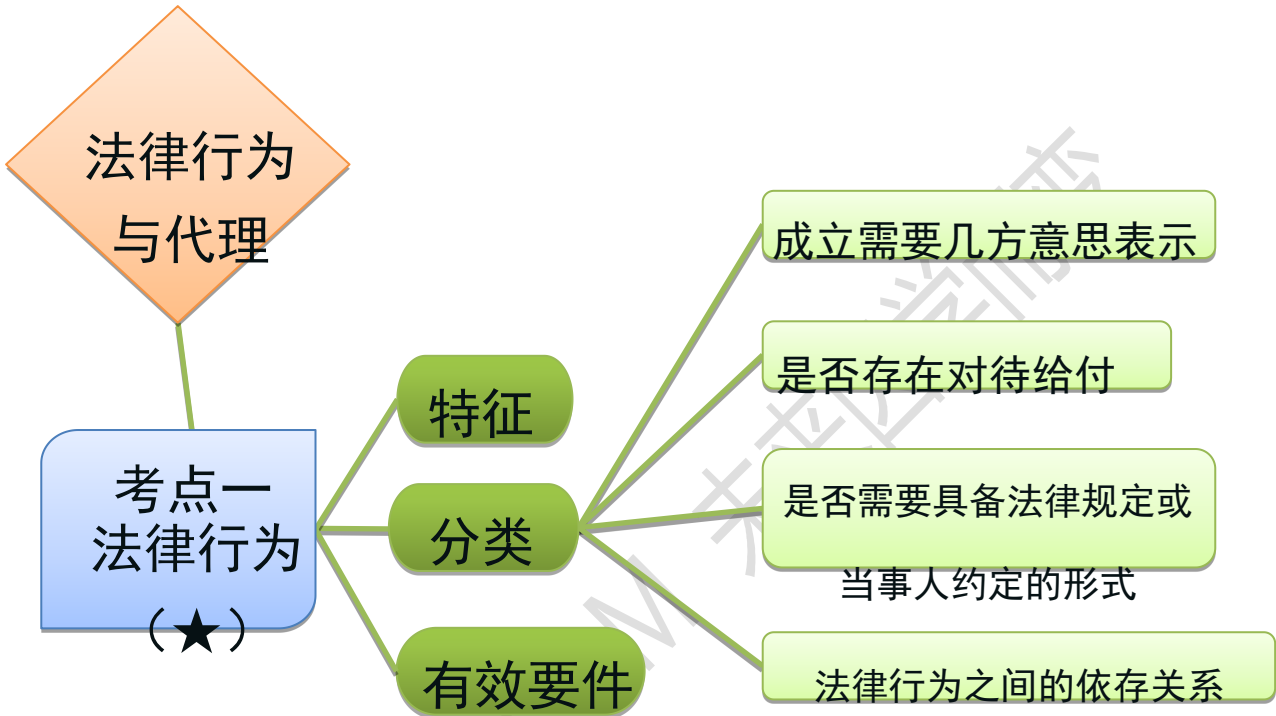 法律行为
与代理
考点一
法律行为
（★）
特征
分类
有效要件
成立需要几方意思表示
是否存在对待给付
是否需要具备法律规定或
当事人约定的形式
法律行为之间的依存关系